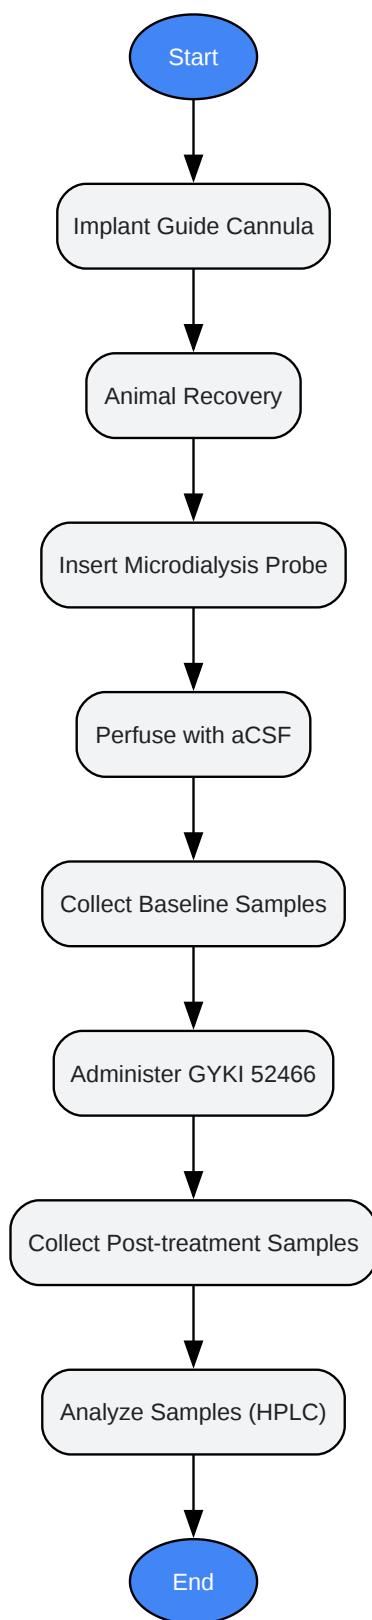 Start
Implant Guide Cannula
Animal Recovery
Insert Microdialysis Probe
Perfuse with aCSF
Collect Baseline Samples
Administer GYKI 52466
Collect Post-treatment Samples
Analyze Samples (HPLC)
End